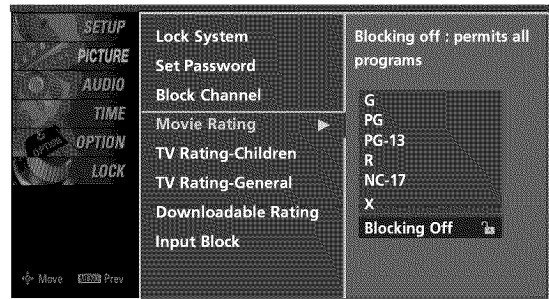 SETUP
PICTURE
AUDIO
TIME
OPTION
LOCK
Move MENU Prev
Lock System
Set Password
Block Channel
Movie Rating
TV Rating-Children
TV Rating-General
Downloadable Rating
Input Block
Blocking off : permits all
programs
G
PG
PG-13
R
NC-17
X
Blocking Off